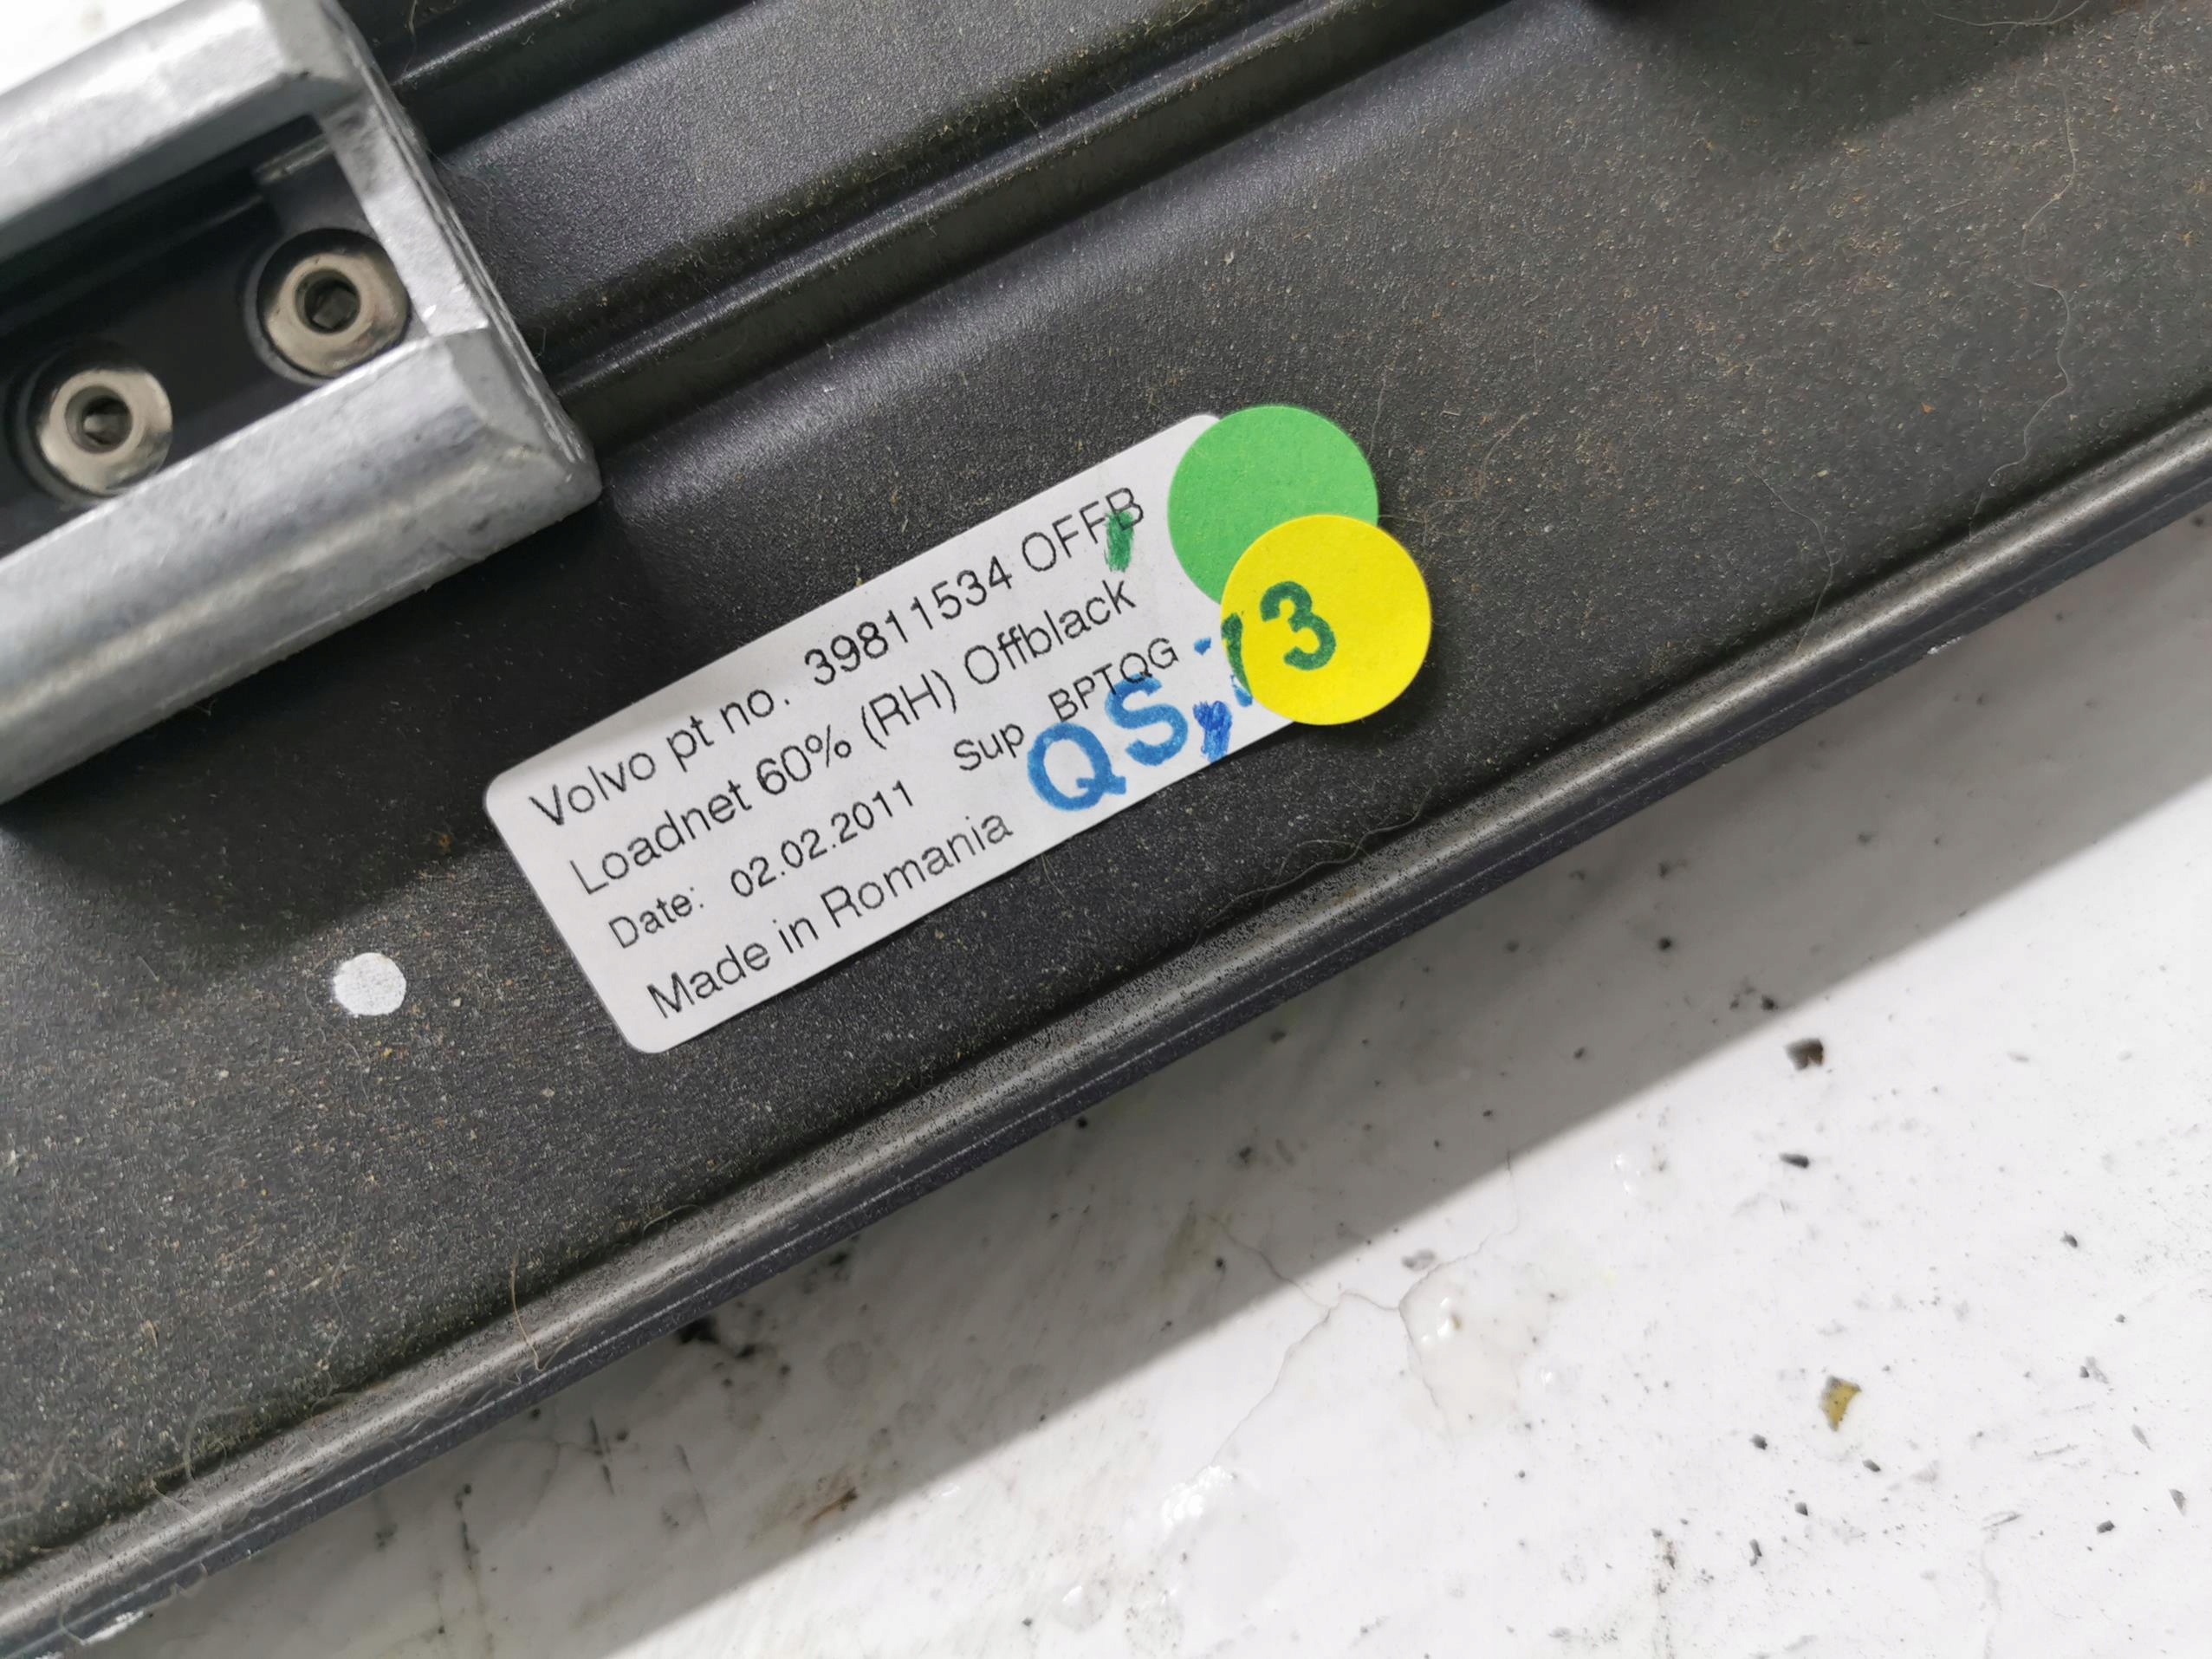 Volvo pt no. 39811534 OFFB
Loadnet 60% (RH) Offblack
Date: 02.02.2011 Sup BPTQG
Made in Romania
QS
13